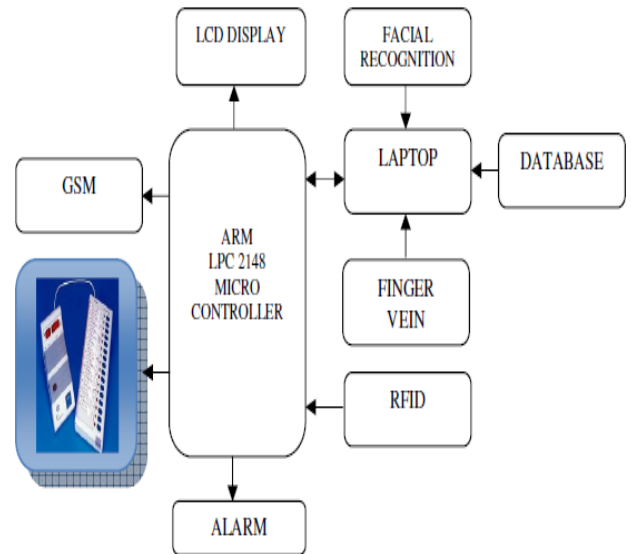 LCD DISPLAY
FACIAL
RECOGNITION
GSM
ARM
LPC 2148
MICRO
CONTROLLER
LAPTOP
DATABASE
FINGER
VEIN
RFID
ALARM